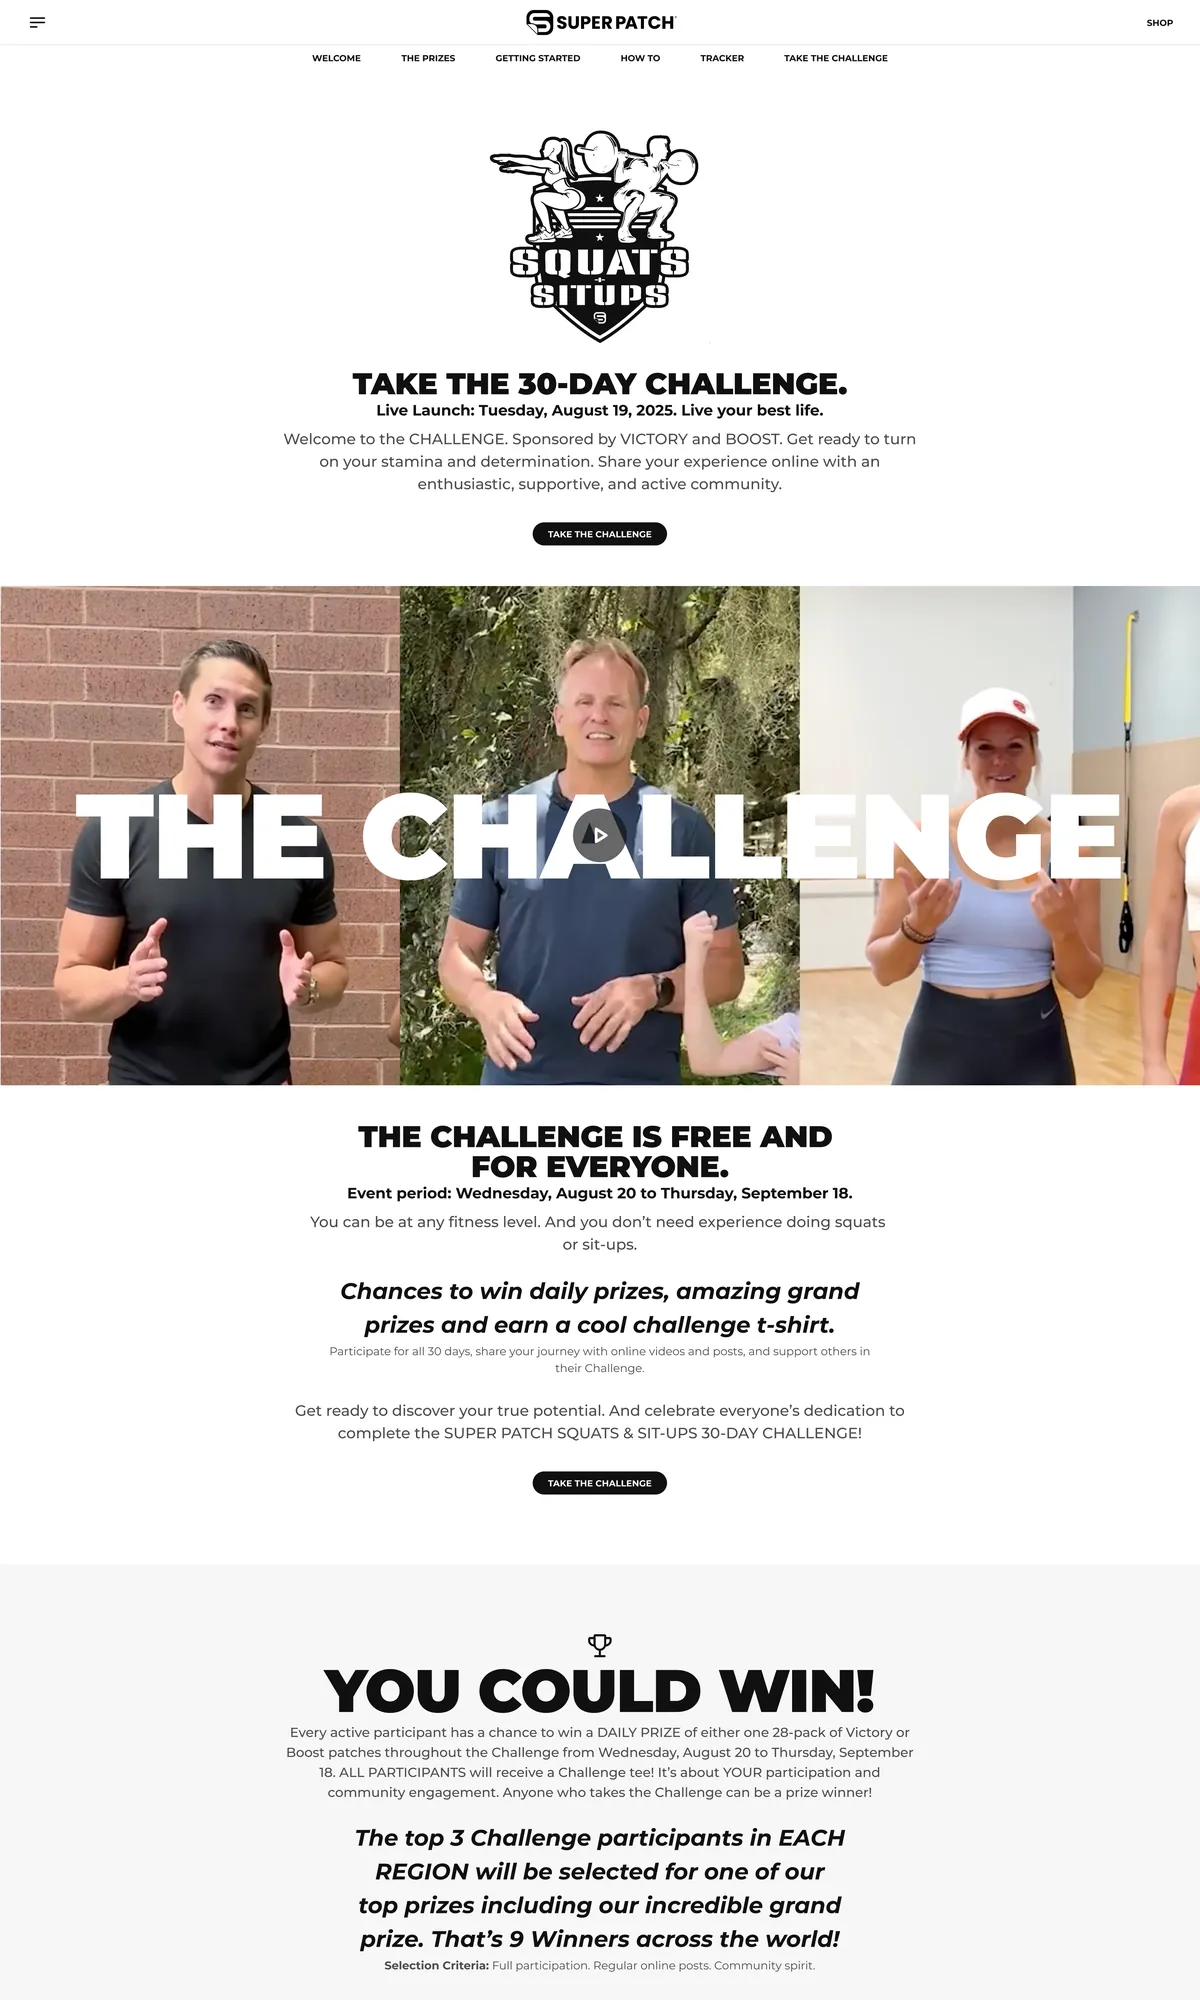 SUPER PATCH
SHOP
WELCOME
THE PRIZES
GETTING STARTED
HOW TO
TRACKER
TAKE THE CHALLENGE
SQUATS
+
SITUPS
TAKE THE 30-DAY CHALLENGE.
Live Launch: Tuesday, August 19, 2025. Live your best life.
Welcome to the CHALLENGE. Sponsored by VICTORY and BOOST. Get ready to turn
on your stamina and determination. Share your experience online with an
enthusiastic, supportive, and active community.
TAKE THE CHALLENGE
THE CHALLENGE
THE CHALLENGE IS FREE AND
FOR EVERYONE.
Event period: Wednesday, August 20 to Thursday, September 18.
You can be at any fitness level. And you don’t need experience doing squats
or sit-ups.
Chances to win daily prizes, amazing grand
prizes and earn a cool challenge t-shirt.
Participate for all 30 days, share your journey with online videos and posts, and support others in
their Challenge.
Get ready to discover your true potential. And celebrate everyone’s dedication to
complete the SUPER PATCH SQUATS & SIT-UPS 30-DAY CHALLENGE!
TAKE THE CHALLENGE
YOU COULD WIN!
Every active participant has a chance to win a DAILY PRIZE of either one 28-pack of Victory or
Boost patches throughout the Challenge from Wednesday, August 20 to Thursday, September
18. ALL PARTICIPANTS will receive a Challenge tee! It’s about YOUR participation and
community engagement. Anyone who takes the Challenge can be a prize winner!
The top 3 Challenge participants in EACH
REGION will be selected for one of our
top prizes including our incredible grand
prize. That’s 9 Winners across the world!
Selection Criteria: Full participation. Regular online posts. Community spirit.